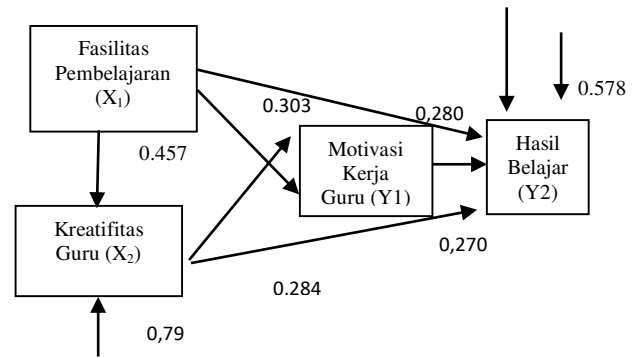 Fasilitas
Pembelajaran
(X₁)
0.303
0,280
0.578
0.457
Motivasi
Kerja
Guru (Y1)
Hasil
Belajar
(Y2)
Kreatifitas
Guru (X₂)
0,270
0.284
0,79